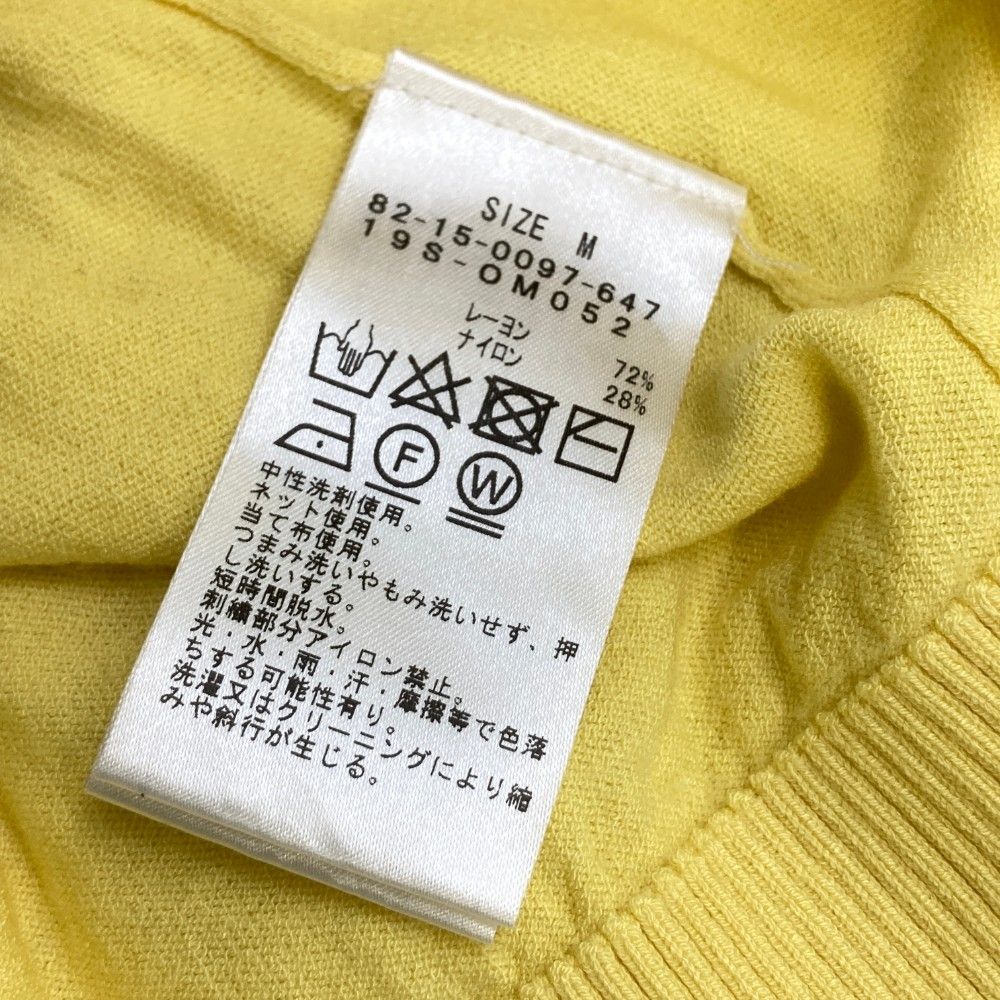 SIZE M
82-15-0097-647
19S-OM052
レーヨン 72%
ナイロン 28%
F
W
中性洗剤使用。
ネット使用。
当て布使用。
つまみ洗いやもみ洗いせず、押
し洗いする。
短時間脱水。
刺繍部分アイロン禁止。
光・水・雨・汗・摩擦等で色落
ちする可能性有り。
洗濯又はクリーニングにより縮
みや斜行が生じる。